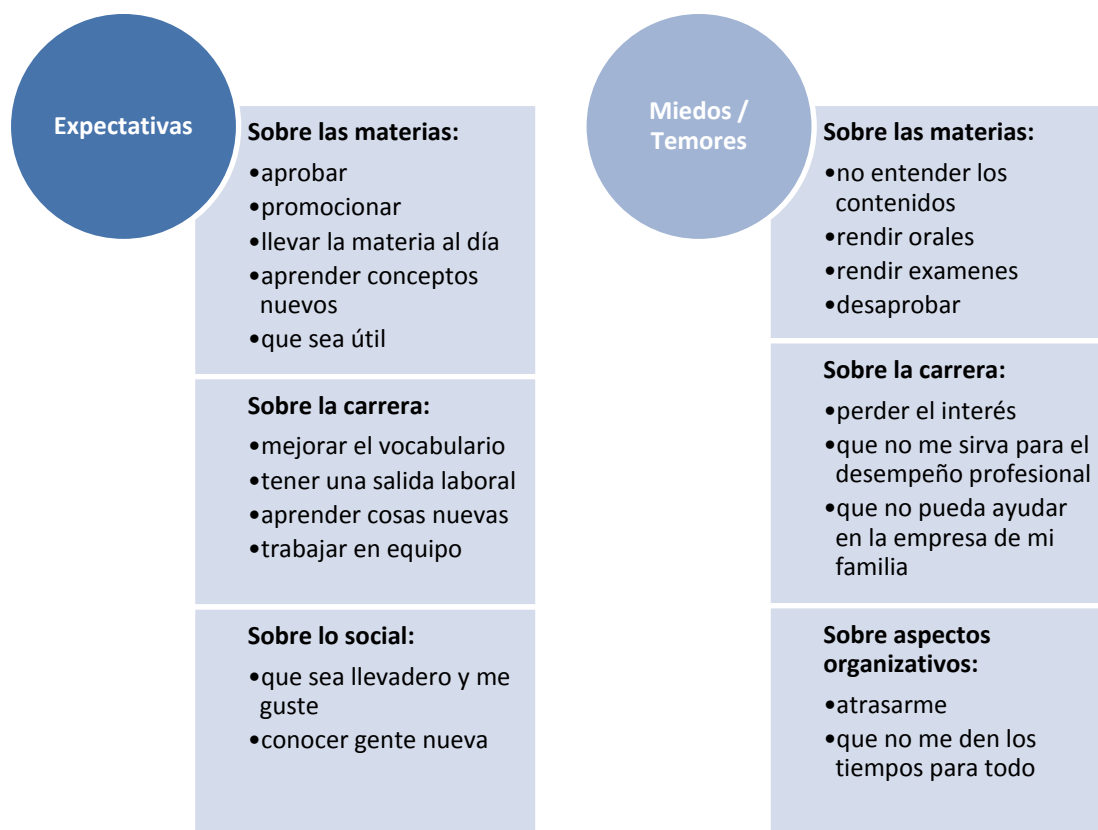 Expectativas
Sobre las materias:
•aprobar
•promocionar
•llevar la materia al día
•aprender conceptos
nuevos
•que sea útil
Sobre la carrera:
•mejorar el vocabulario
•tener una salida laboral
•aprender cosas nuevas
•trabajar en equipo
Sobre lo social:
•que sea llevadero y me
guste
•conocer gente nueva
Miedos /
Temores
Sobre las materias:
•no entender los
contenidos
•rendir orales
•rendir examenes
•desaprobar
Sobre la carrera:
•perder el interés
•que no me sirva para el
desempeño profesional
•que no pueda ayudar
en la empresa de mi
familia
Sobre aspectos
organizativos:
•atrasarme
•que no me den los
tiempos para todo